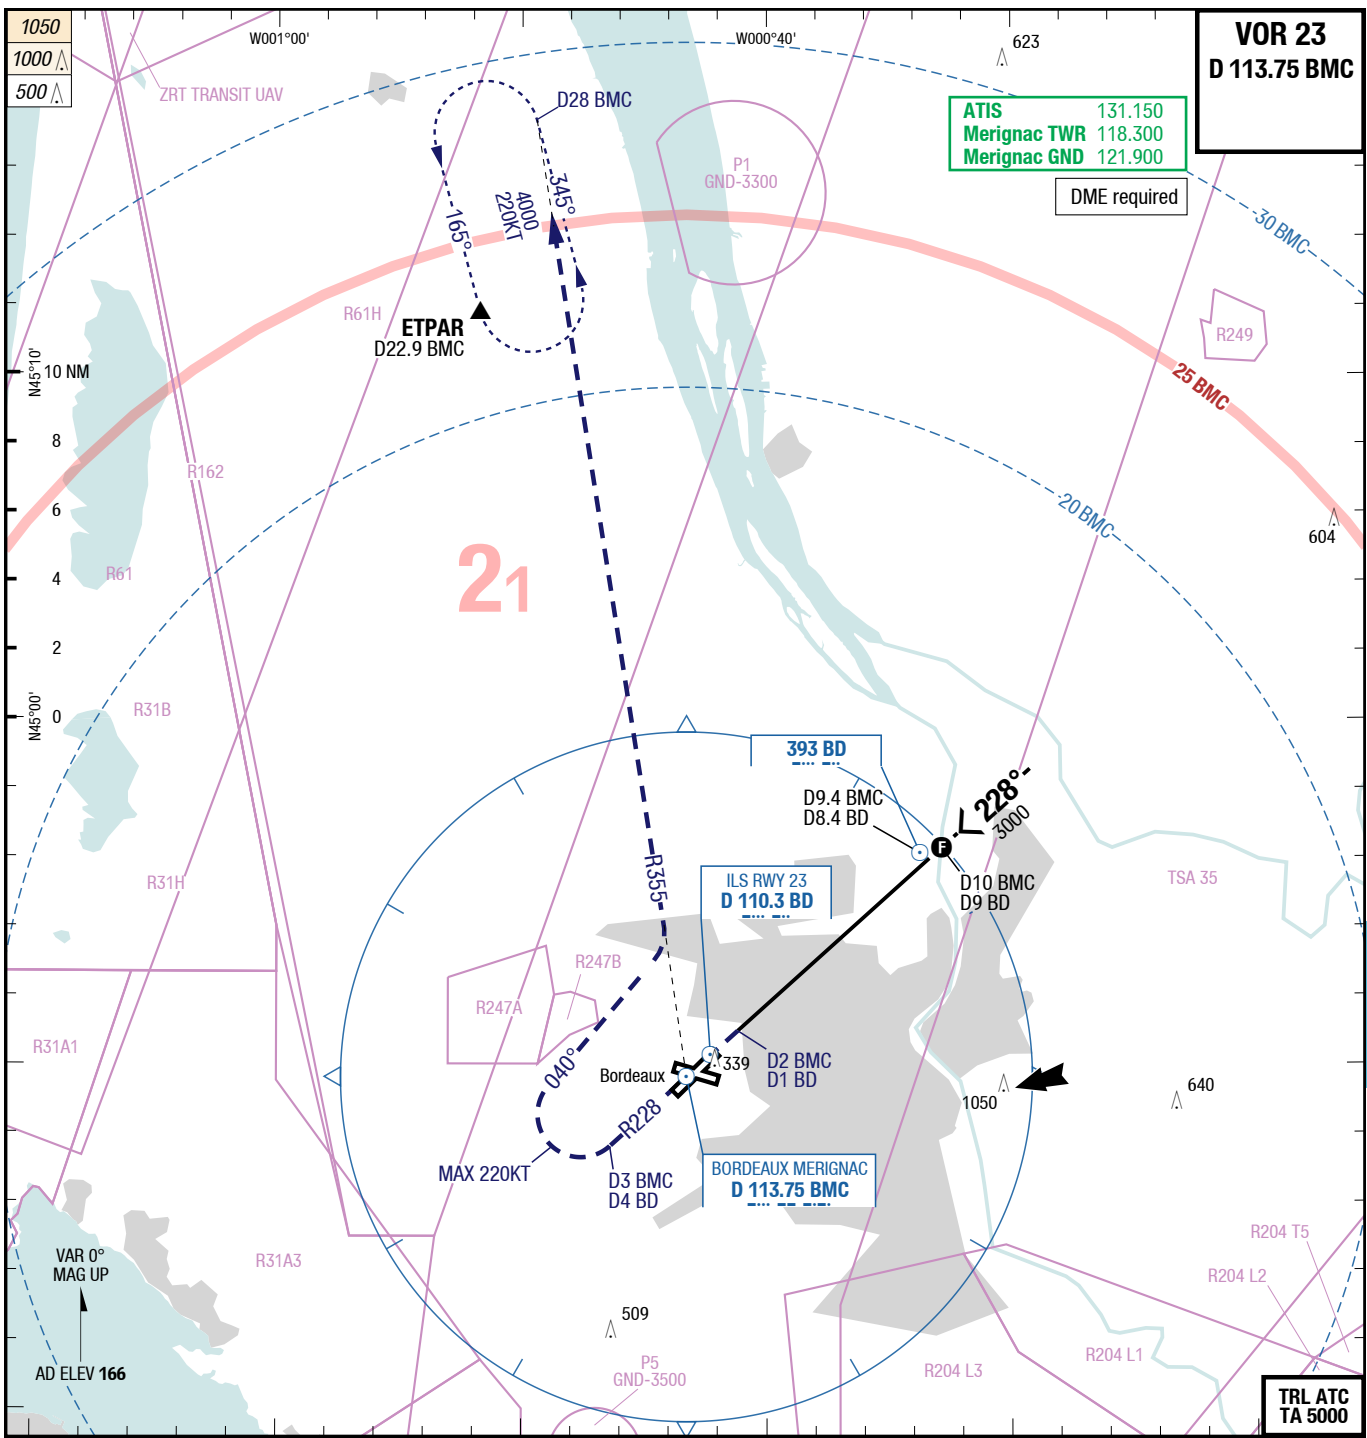 1050
1000
500
W001°00'
W000°40'
623
VOR 23
D 113.75 BMC
ZRT TRANSIT UAV
D28 BMC
ATIS 131.150
Merignac TWR 118.300
Merignac GND 121.900
DME required
P1
GND-3300
345°
4000
220KT
165°
30 BMC
R61H
ETPAR
D22.9 BMC
R249
N45°10'
10 NM
25 BMC
8
R162
6
20 BMC
604
4
R61
21
2
R31B
N45°00'
0
393 BD
228°
3000
D9.4 BMC
D8.4 BD
F
R355
ILS RWY 23
D 110.3 BD
D10 BMC
D9 BD
TSA 35
R31H
R247B
R247A
R31A1
040°
Bordeaux
339
D2 BMC
D1 BD
1050
640
R228
MAX 220KT
D3 BMC
D4 BD
BORDEAUX MERIGNAC
D 113.75 BMC
VAR 0°
MAG UP
R31A3
R204 T5
R204 L2
509
AD ELEV 166
P5
GND-3500
R204 L3
R204 L1
TRL ATC
TA 5000